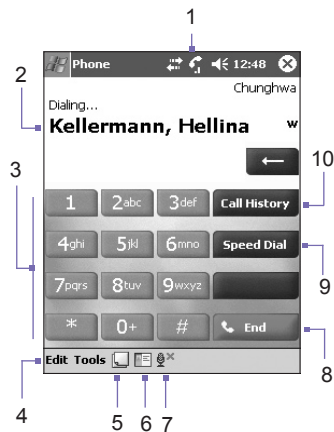 1
Phone 12:48
Chunghwa
Dialing...
2
Kellermann, Hellina w
3
10
1 2abc 3def Call History
4ghi 5jkl 6mno Speed Dial
9
7pqrs 8tuv 9wxyz
* 0+ # End
8
Edit Tools
4 5 6 7